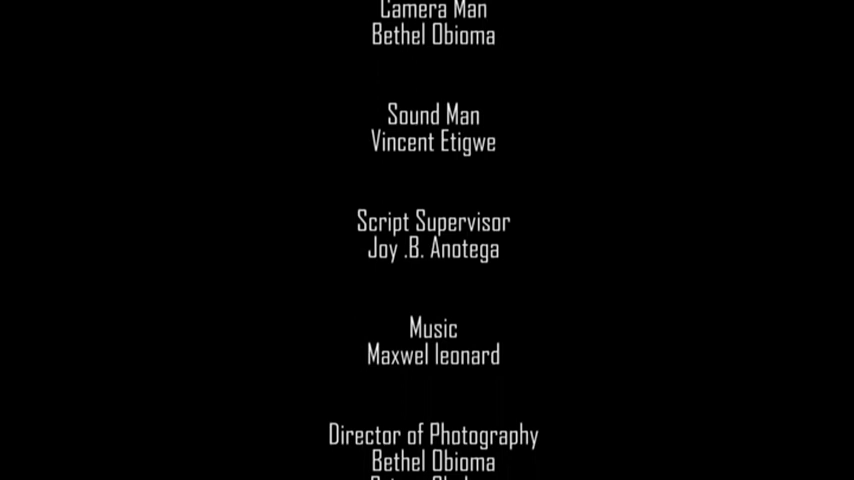 Camera Man
Bethel Obioma
Sound Man
Vincent Etigwe
Script Supervisor
Joy .B. Anotega
Music
Maxwel leonard
Director of Photography
Bethel Obioma